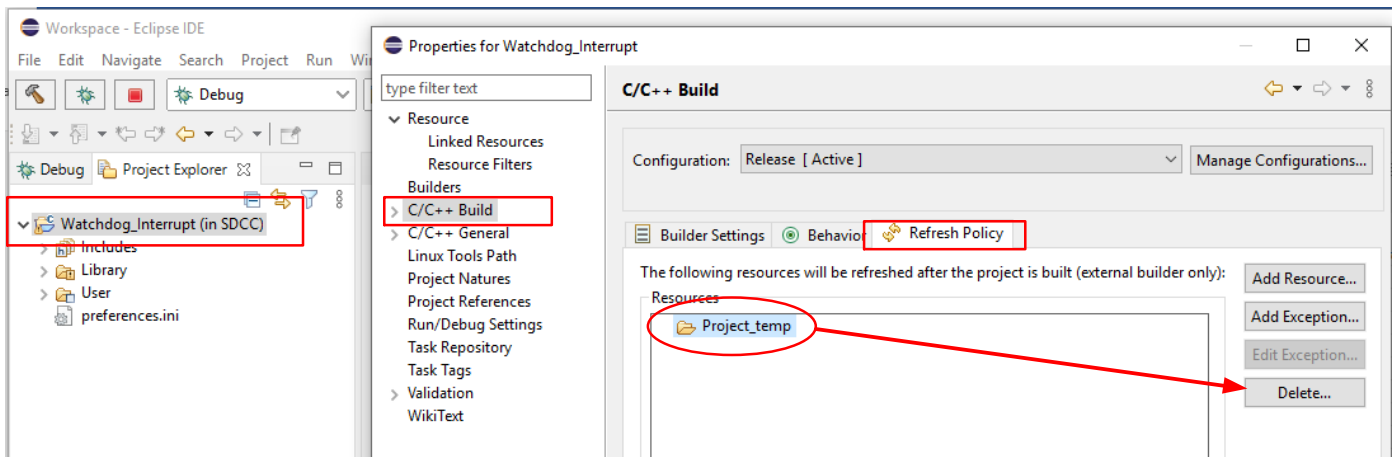 Workspace - Eclipse IDE
File Edit Navigate Search Project Run
Debug
Debug Project Explorer
Watchdog_Interrupt (in SDCC)
Includes
Library
User
preferences.ini
Properties for Watchdog_Interrupt
type filter text
Resource
Linked Resources
Resource Filters
Builders
C/C++ Build
C/C++ General
Linux Tools Path
Project Natures
Project References
Run/Debug Settings
Task Repository
Task Tags
Validation
WikiText
C/C++ Build
Configuration: Release [ Active ] Manage Configurations...
Builder Settings Behavior Refresh Policy
The following resources will be refreshed after the project is built (external builder only):
Resources
Project_temp
Add Resource...
Add Exception...
Edit Exception...
Delete...